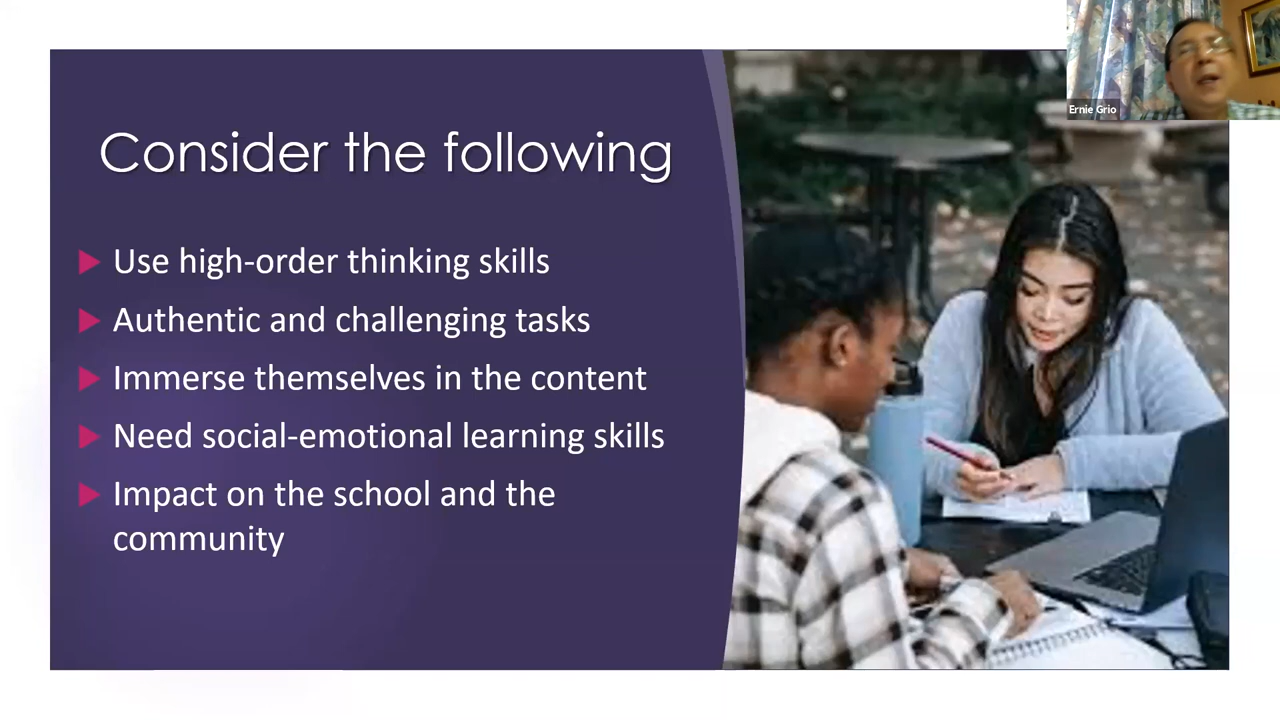 Consider the following
Use high-order thinking skills
Authentic and challenging tasks
Immerse themselves in the content
Need social-emotional learning skills
Impact on the school and the
community
Ernie Grio